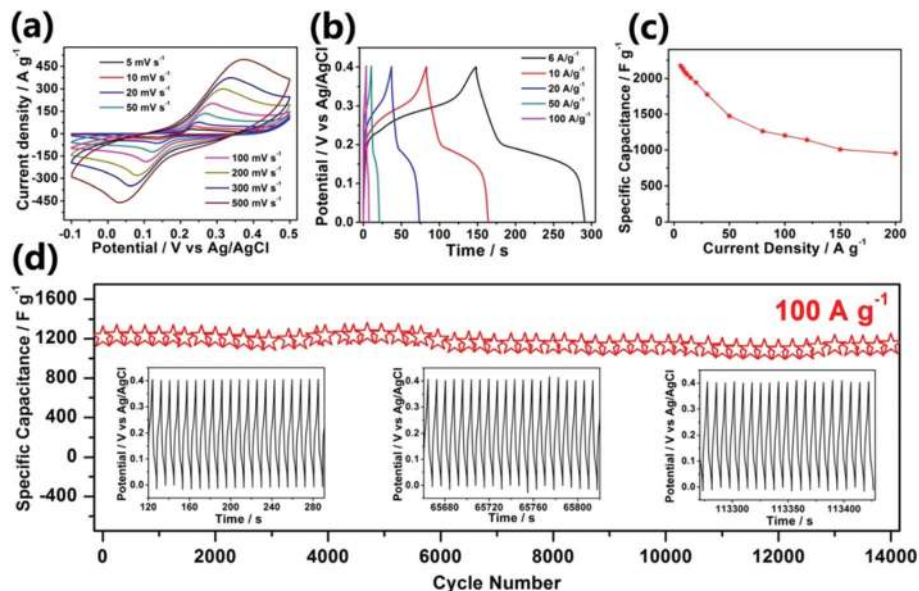 (a)
Current density / A g-1
450
300
150
0
-150
-300
-450
5 mV s-1
10 mV s-1
20 mV s-1
50 mV s-1
100 mV s-1
200 mV s-1
300 mV s-1
500 mV s-1
-0.1 0.0 0.1 0.2 0.3 0.4 0.5
Potential / V vs Ag/AgCl
(b)
Potential / V vs Ag/AgCl
0.4
0.2
0.0
6 A/g-1
10 A/g-1
20 A/g-1
50 A/g-1
100 A/g-1
0 50 100 150 200 250 300
Time / s
(c)
Specific Capacitance / F g-1
2000
1500
1000
500
0
0 50 100 150 200
Current Density / A g-1
(d)
Specific Capacitance / F g-1
1600
1200
800
400
0
-400
100 A g-1
Potential / V vs Ag/AgCl
0.4
0.3
0.2
0.1
0.0
120 160 200 240 280
Time / s
Potential / V vs Ag/AgCl
0.4
0.3
0.2
0.1
0.0
65680 65720 65760 65800
Time / s
Potential / V vs Ag/AgCl
0.4
0.3
0.2
0.1
0.0
113300 113350 113400
Time / s
0 2000 4000 6000 8000 10000 12000 14000
Cycle Number